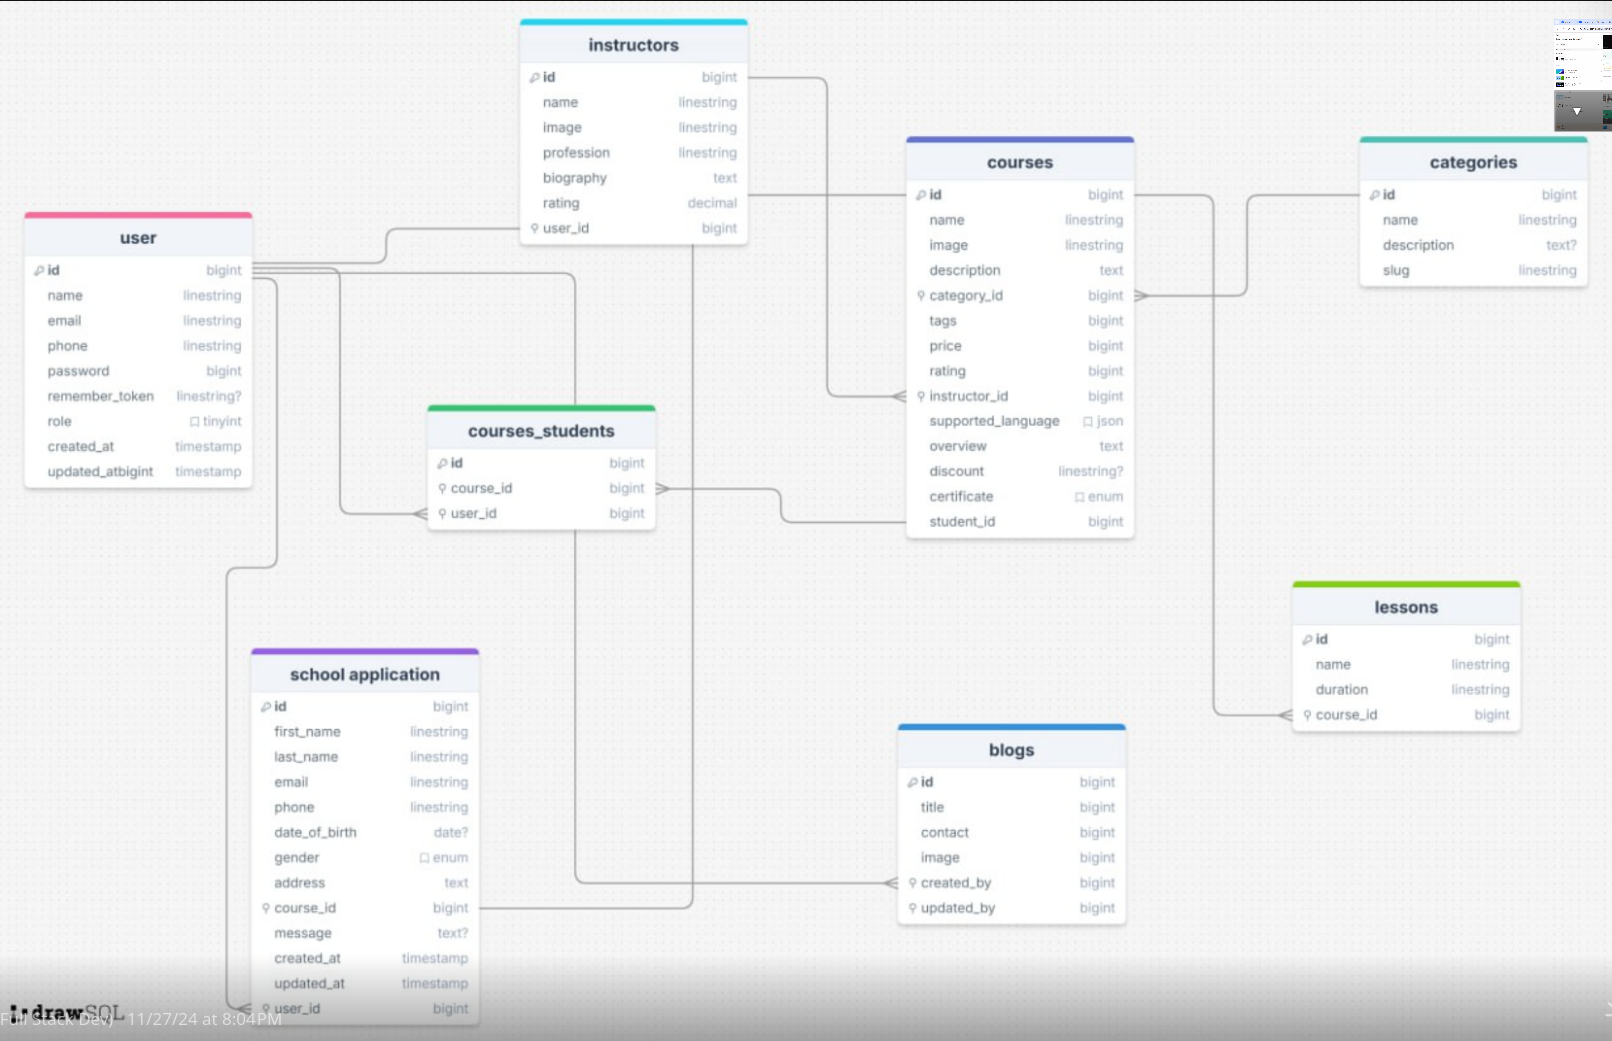 instructors
id bigint
name linestring
image linestring
profession linestring
biography text
rating decimal
user_id bigint
courses
id bigint
name linestring
image linestring
description text
category_id bigint
tags bigint
price bigint
rating bigint
instructor_id bigint
supported_language json
overview text
discount linestring?
certificate enum
student_id bigint
categories
id bigint
name linestring
description text?
slug linestring
user
id bigint
name linestring
email linestring
phone linestring
password bigint
remember_token linestring?
role tinyint
created_at timestamp
updated_atbigint timestamp
courses_students
id bigint
course_id bigint
user_id bigint
lessons
id bigint
name linestring
duration linestring
course_id bigint
school application
id bigint
first_name linestring
last_name linestring
email linestring
phone linestring
date_of_birth date?
gender enum
address text
course_id bigint
message text?
created_at timestamp
updated_at timestamp
user_id bigint
blogs
id bigint
title bigint
contact bigint
image bigint
created_by bigint
updated_by bigint
drawSQL
Full Stack Dev) - 11/27/24 at 8:04PM